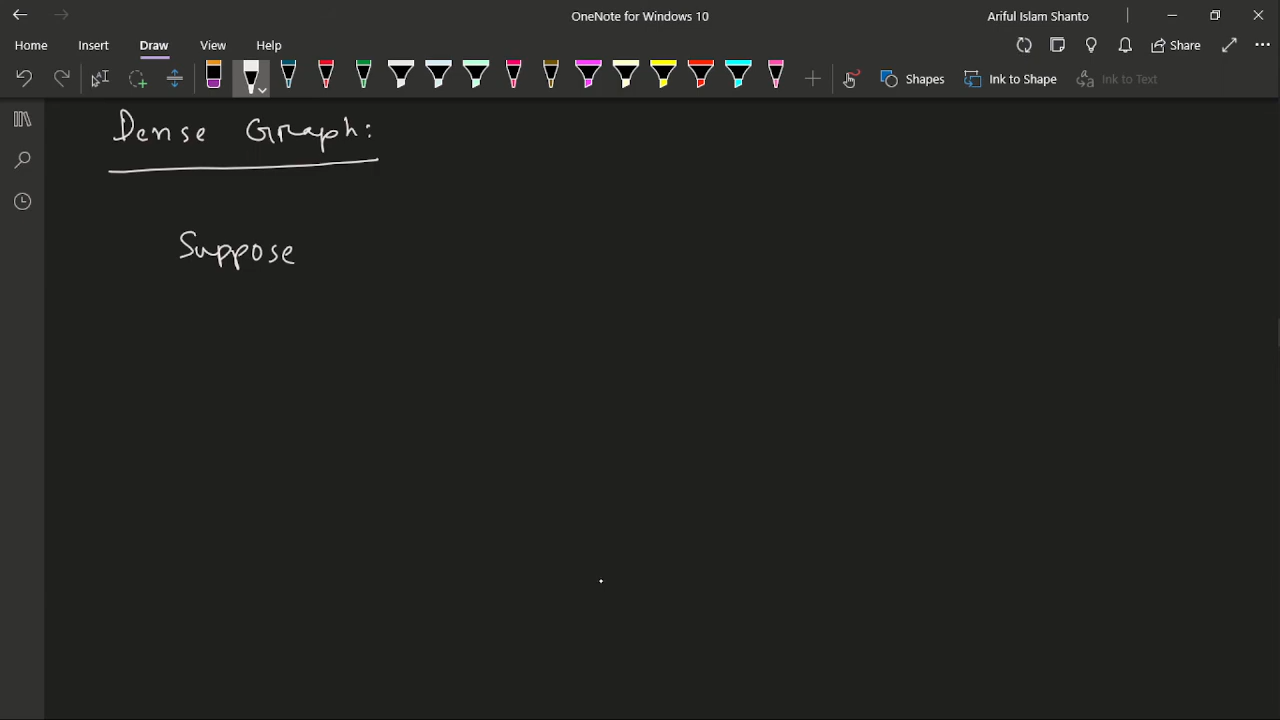 OneNote for Windows 10
Ariful Islam Shanto
Home Insert Draw View Help
Share
Shapes Ink to Shape Ink to Text
Dense Graph:
Suppose